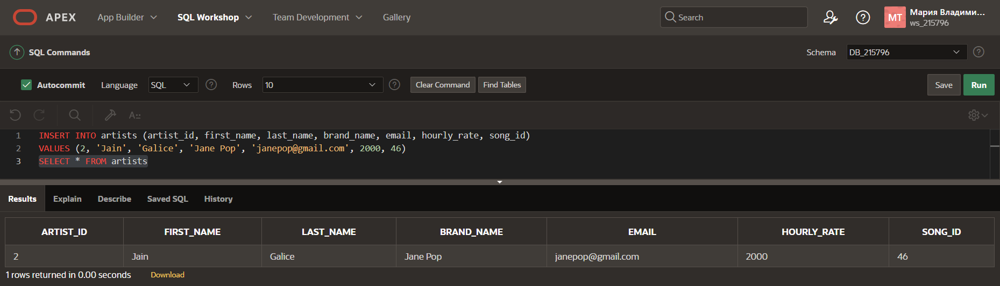 APEX App Builder SQL Workshop Team Development Gallery Search MT Мария Владими...
ws_215796
SQL Commands Schema DB_215796
Autocommit Language SQL Rows 10 Clear Command Find Tables Save Run
1 INSERT INTO artists (artist_id, first_name, last_name, brand_name, email, hourly_rate, song_id)
2 VALUES (2, 'Jain', 'Galice', 'Jane Pop', 'janepop@gmail.com', 2000, 46)
3 SELECT * FROM artists
Results Explain Describe Saved SQL History
ARTIST_ID FIRST_NAME LAST_NAME BRAND_NAME EMAIL HOURLY_RATE SONG_ID
2 Jain Galice Jane Pop janepop@gmail.com 2000 46
1 rows returned in 0.00 seconds Download